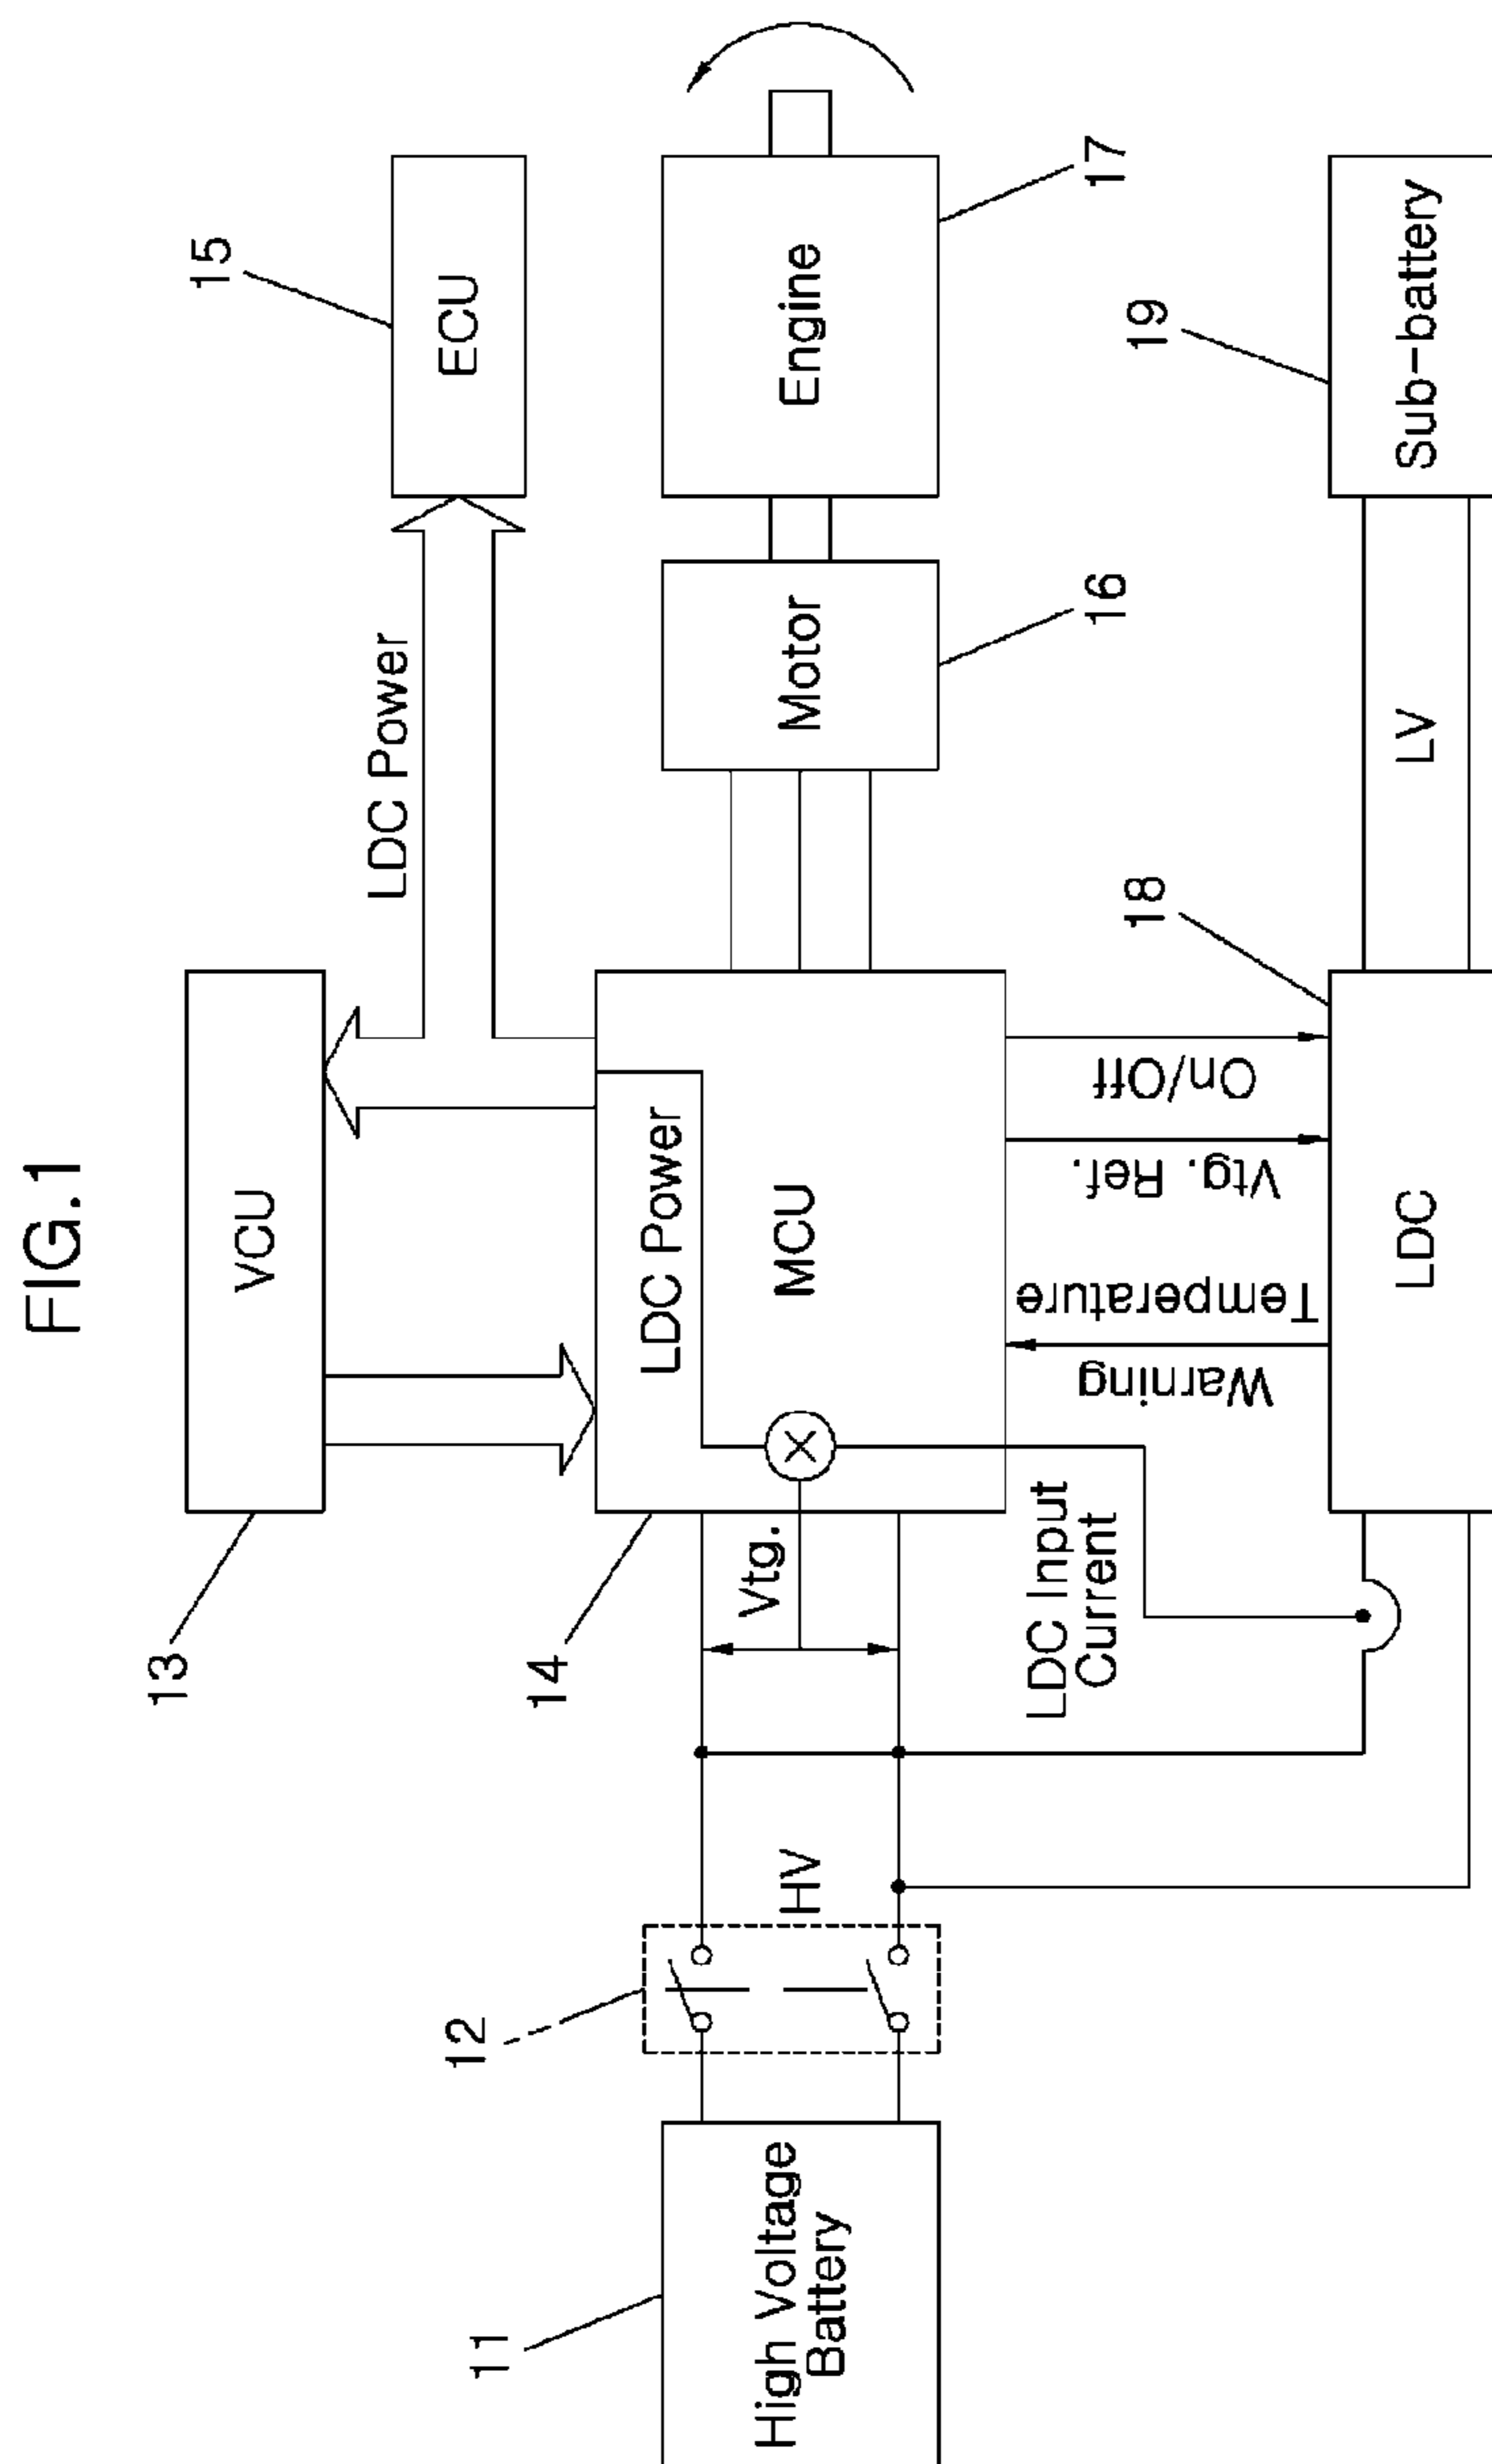 FIG.1
13
VCU
LDC Power
15
ECU
12
14
LDC Power
MCU
Vtg.
HV
11
High Voltage
Battery
Motor
16
Engine
17
LDC Input
Current
Warning
Temperature
Vtg. Ref.
On/Off
18
LDC
LV
19
Sub-battery